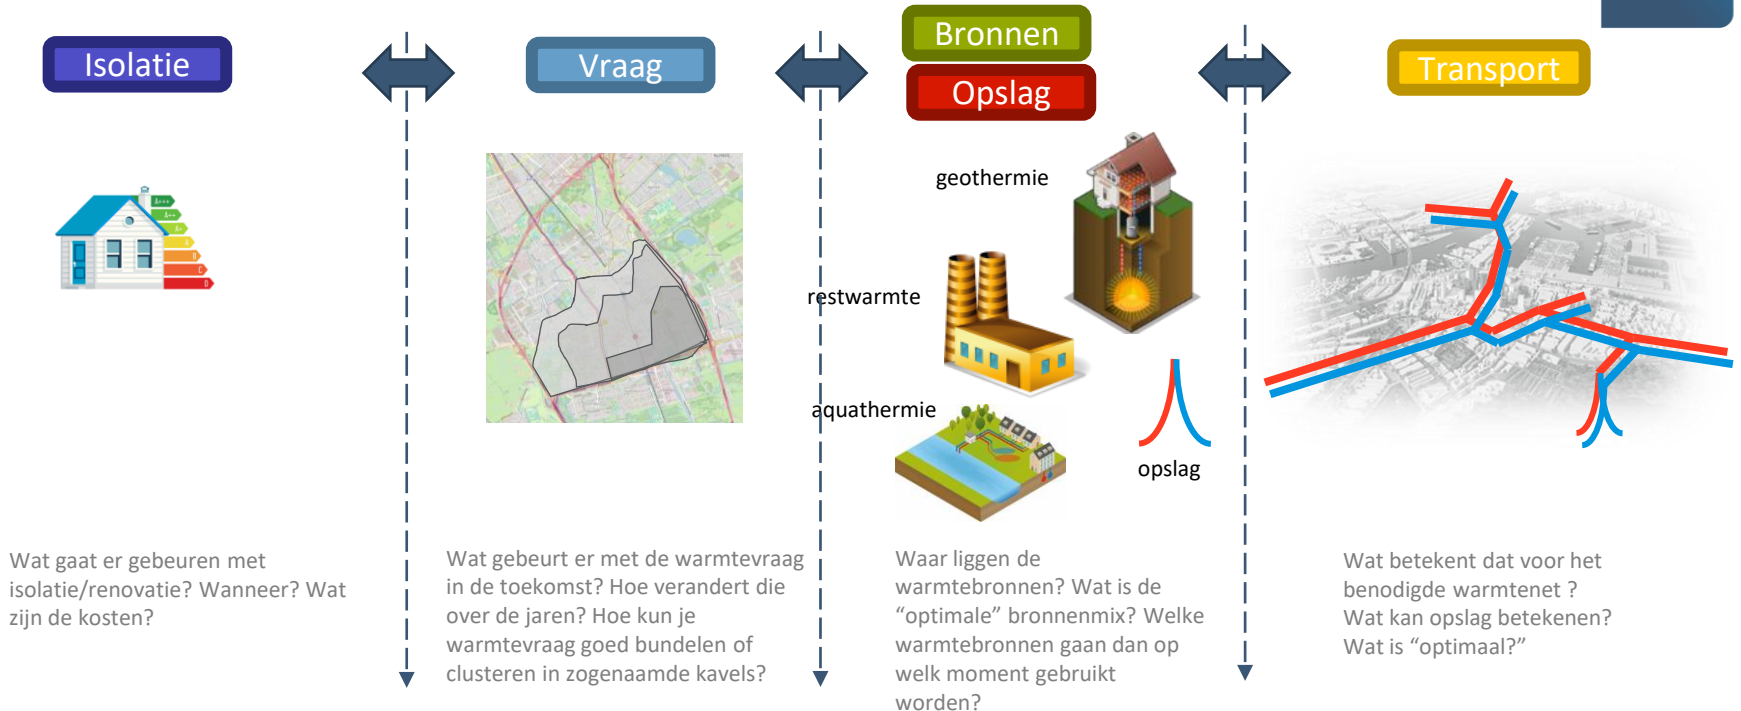 Isolatie
Vraag
Bronnen
Opslag
Transport
A+++
A++
A+
A
B
C
D
geothermie
restwarmte
aquathermie
opslag
Wat gaat er gebeuren met
isolatie/renovatie? Wanneer? Wat
zijn de kosten?
Wat gebeurt er met de warmtevraag
in de toekomst? Hoe verandert die
over de jaren? Hoe kun je
warmtevraag goed bundelen of
clusteren in zogenaamde kavels?
Waar liggen de
warmtebronnen? Wat is de
“optimale” bronnenmix? Welke
warmtebronnen gaan dan op
welk moment gebruikt
worden?
Wat betekent dat voor het
benodigde warmtenet ?
Wat kan opslag betekenen?
Wat is “optimaal?”